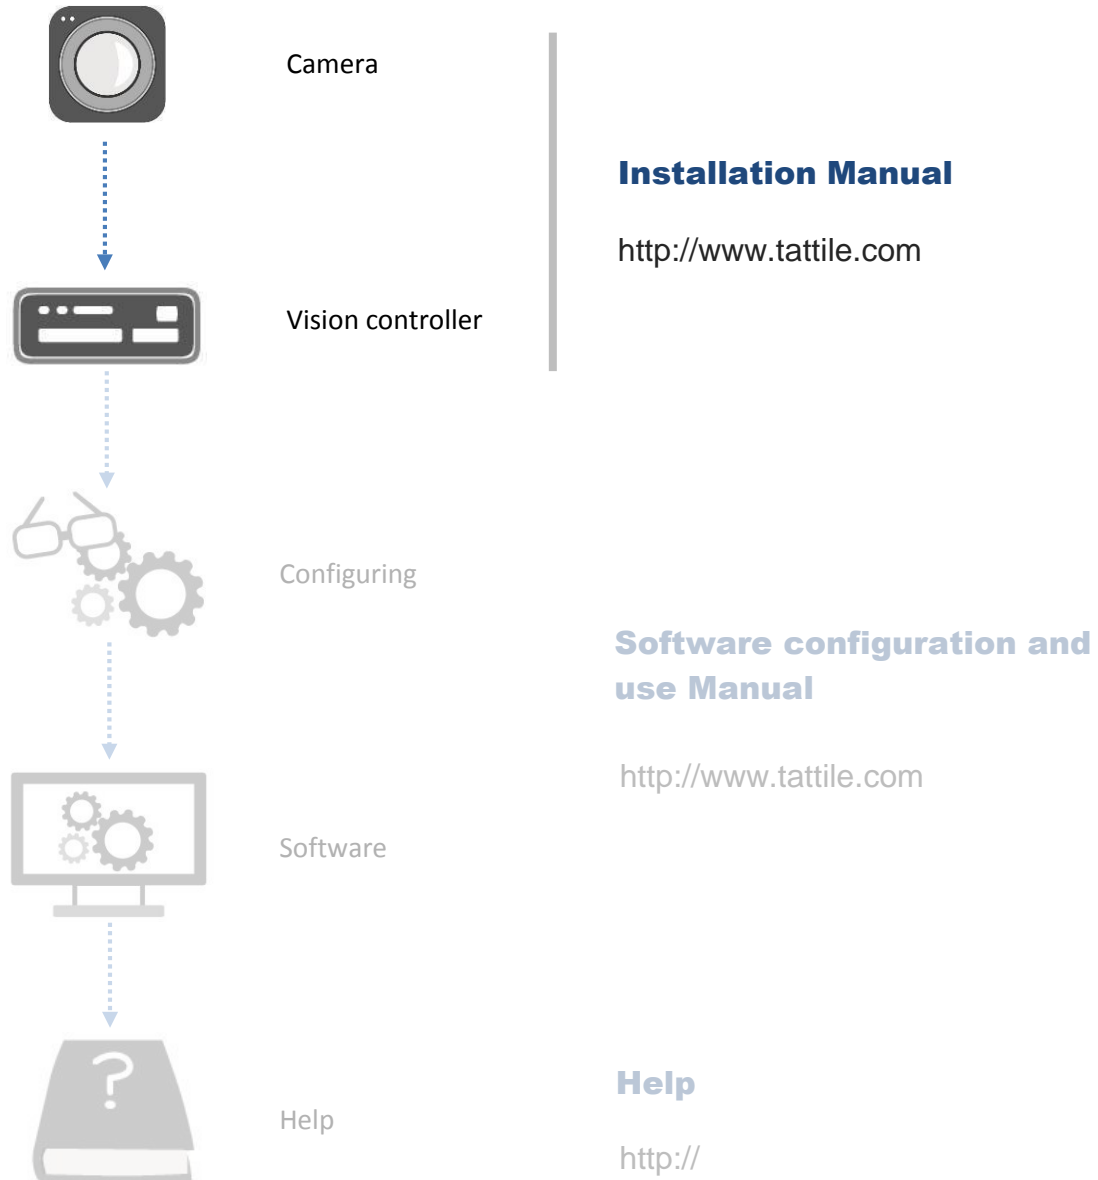 Camera
Installation Manual
http://www.tattile.com
Vision controller
Configuring
Software configuration and
use Manual
http://www.tattile.com
Software
?
Help
Help
http://